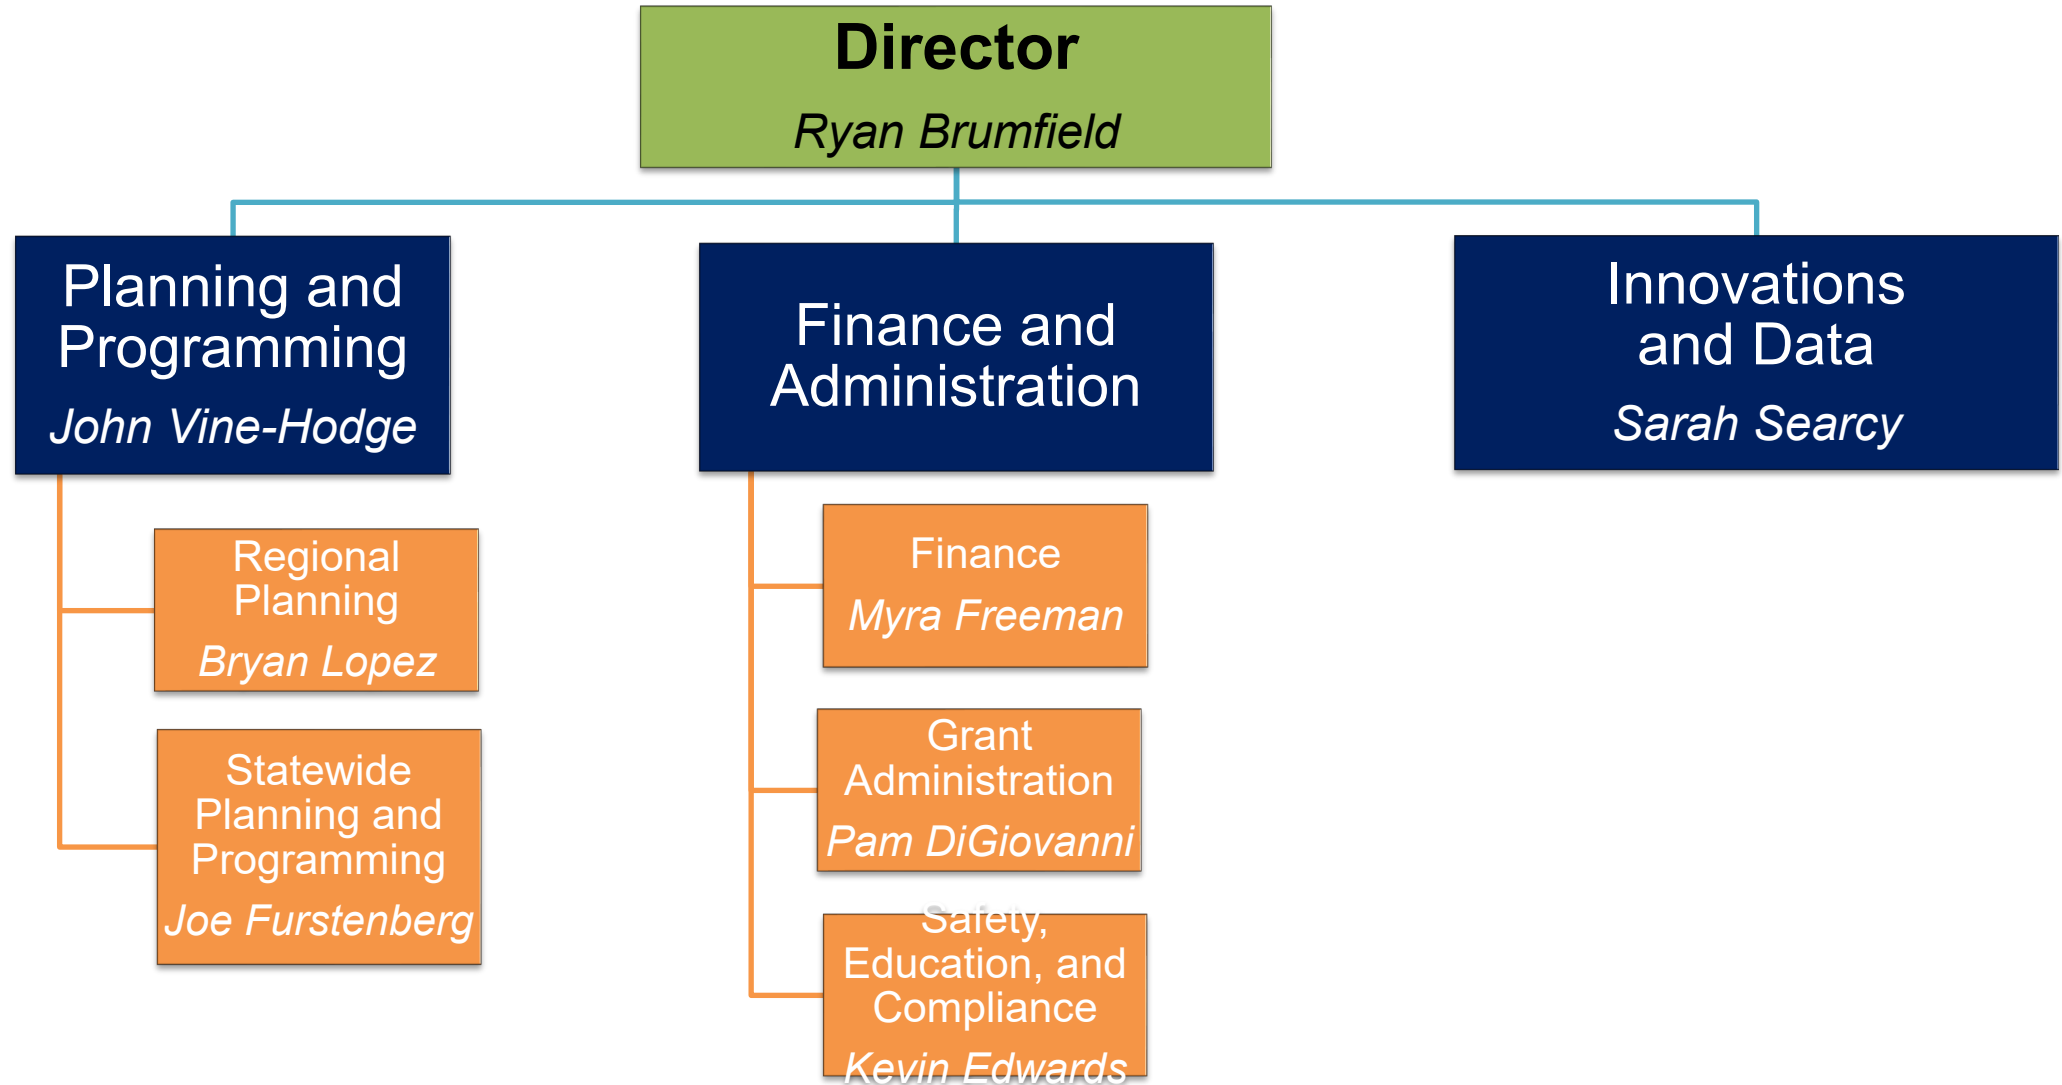 Director
Ryan Brumfield
Planning and
Programming
John Vine-Hodge
Finance and
Administration
Innovations
and Data
Sarah Searcy
Regional
Planning
Bryan Lopez
Statewide
Planning and
Programming
Joe Furstenberg
Finance
Myra Freeman
Grant
Administration
Pam DiGiovanni
Safety,
Education, and
Compliance
Kevin Edwards